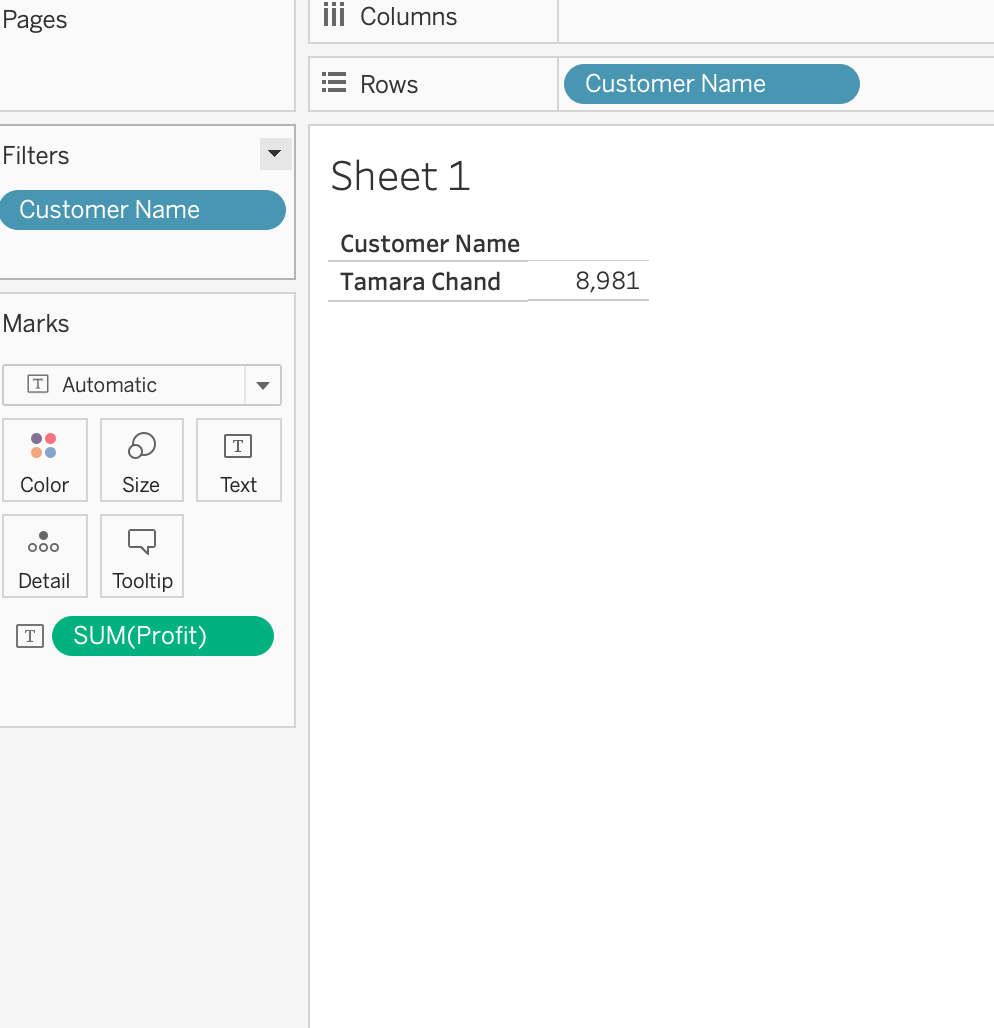 Pages
Columns
Rows
Customer Name
Filters
Customer Name
Marks
T Automatic
Color
Size
T
Text
Detail
Tooltip
T SUM(Profit)
Sheet 1
Customer Name
Tamara Chand 8,981